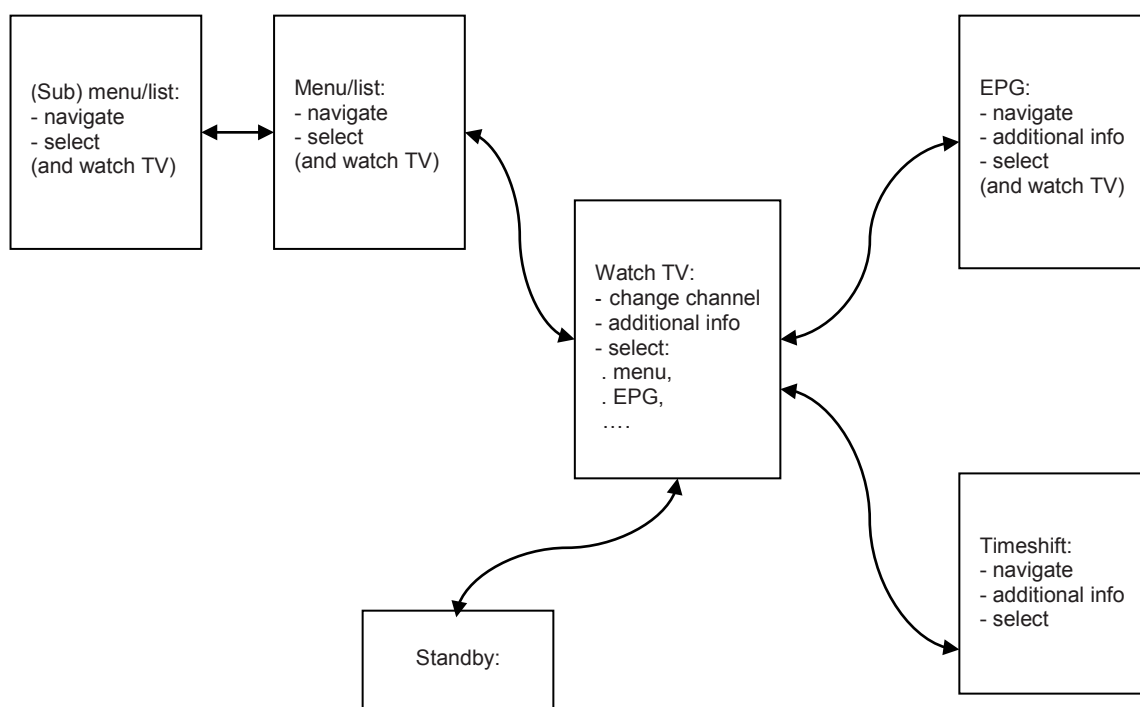 (Sub) menu/list:
- navigate
- select
(and watch TV)
Menu/list:
- navigate
- select
(and watch TV)
EPG:
- navigate
- additional info
- select
(and watch TV)
Watch TV:
- change channel
- additional info
- select:
. menu,
. EPG,
….
Timeshift:
- navigate
- additional info
- select
Standby: